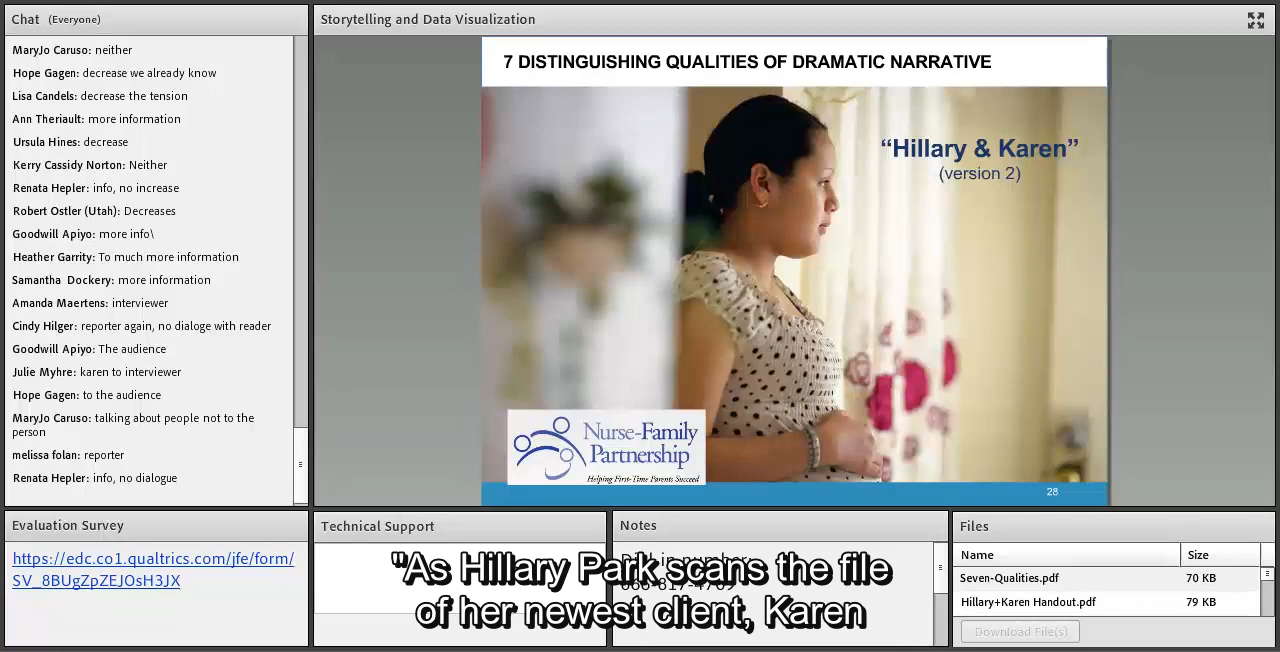 Chat (Everyone)
MaryJo Caruso: neither
Hope Gagen: decrease we already know
Lisa Candels: decrease the tension
Ann Theriault: more information
Ursula Hines: decrease
Kerry Cassidy Norton: Neither
Renata Hepler: info, no increase
Robert Ostler (Utah): Decreases
Goodwill Apiyo: more info\
Heather Garrity: To much more information
Samantha Dockery: more information
Amanda Maertens: interviewer
Cindy Hilger: reporter again, no dialoge with reader
Goodwill Apiyo: The audience
Julie Myhre: karen to interviewer
Hope Gagen: to the audience
MaryJo Caruso: talking about people not to the
person
melissa folan: reporter
Renata Hepler: info, no dialogue
Storytelling and Data Visualization
7 DISTINGUISHING QUALITIES OF DRAMATIC NARRATIVE
“Hillary & Karen”
(version 2)
Nurse-Family
Partnership
Helping First-Time Parents Succeed
28
Evaluation Survey
https://edc.co1.qualtrics.com/jfe/form/
SV_8BUgZpZEJOsH3JX
Technical Support
Notes
Files
Name Size
Seven-Qualities.pdf 70 KB
Hillary+Karen Handout.pdf 79 KB
Download File(s)
"As Hillary Park scans the file
of her newest client, Karen